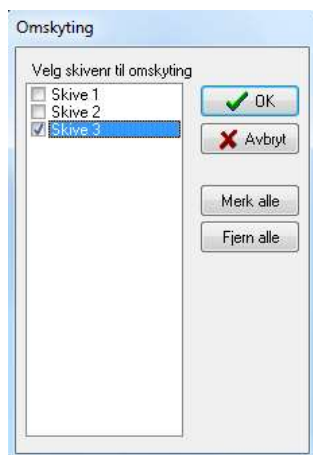 Omskyting
Velg skivenr til omskyting
Skive 1
Skive 2
Skive 3
OK
Avbryt
Merk alle
Fjern alle